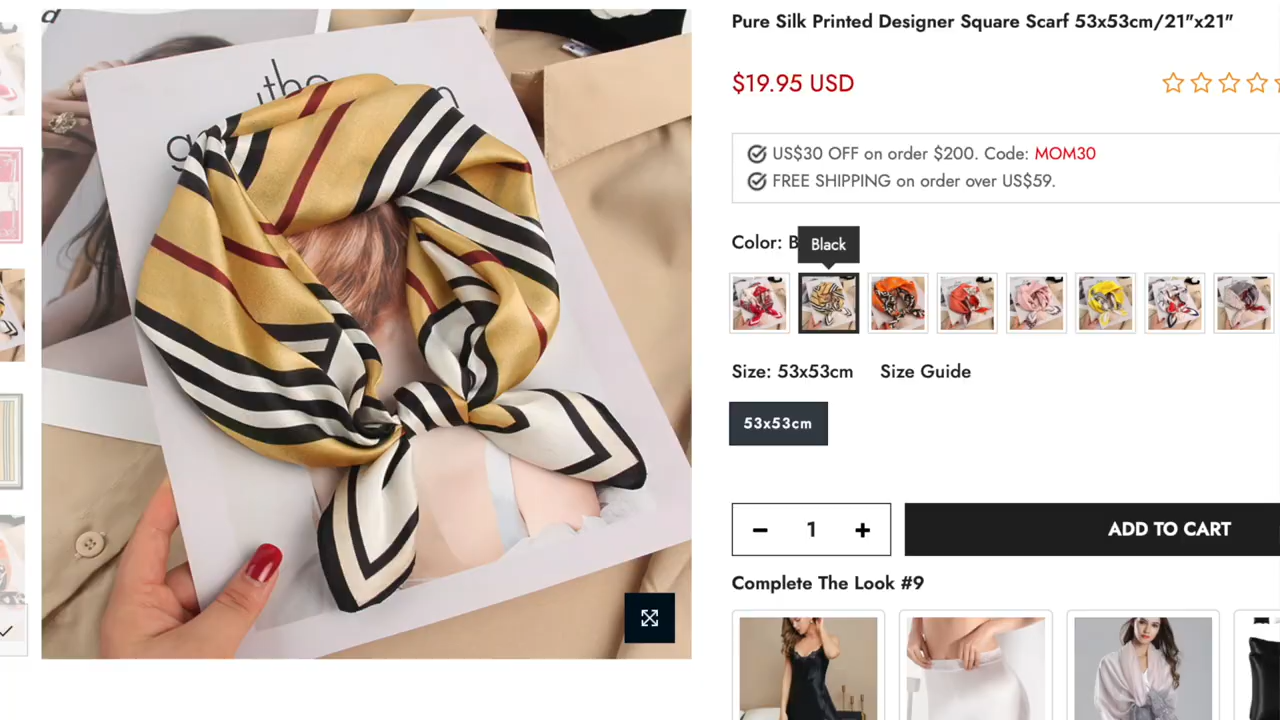 Pure Silk Printed Designer Square Scarf 53x53cm/21"x21"
$19.95 USD
US$30 OFF on order $200. Code: MOM30
FREE SHIPPING on order over US$59.
Color: B
Black
Size: 53x53cm Size Guide
53x53cm
1
ADD TO CART
Complete The Look #9